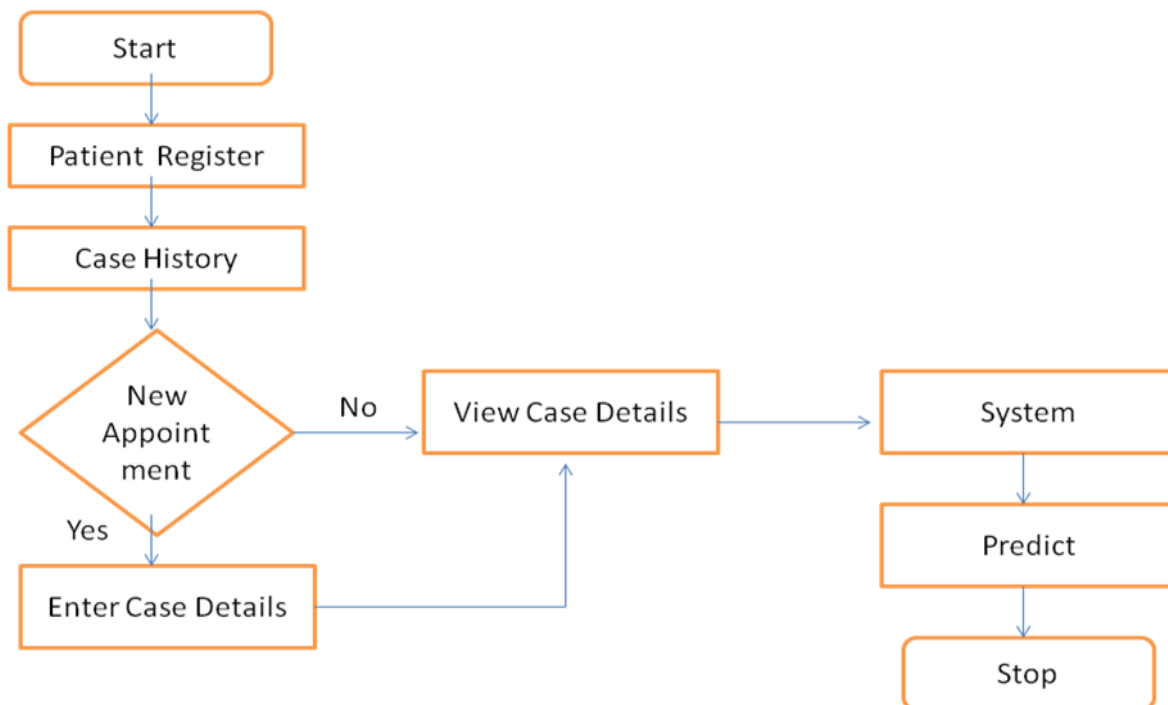 Start
Patient Register
Case History
New
Appoint
ment
No
View Case Details
System
Yes
Predict
Enter Case Details
Stop